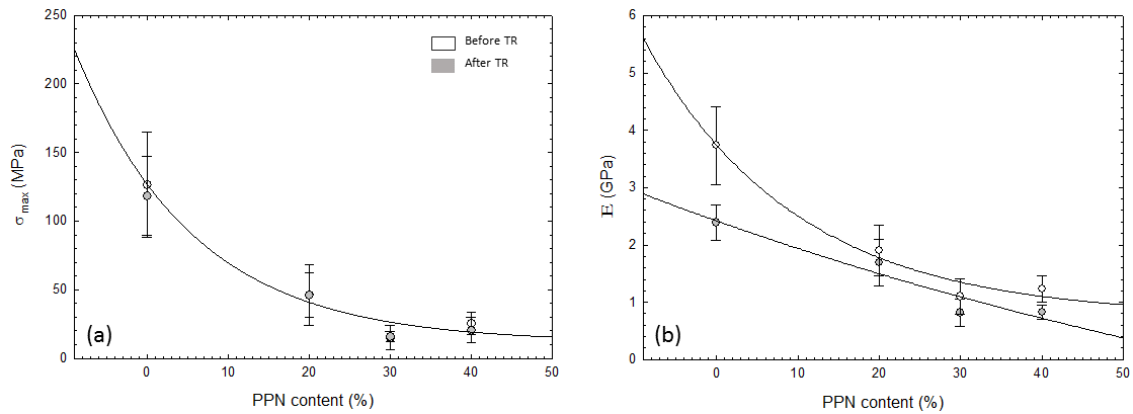 250
200
150
100
50
0
σ max (MPa)
Before TR
After TR
(a)
0 10 20 30 40 50
PPN content (%)
6
5
4
3
2
1
0
E (GPa)
(b)
0 10 20 30 40 50
PPN content (%)